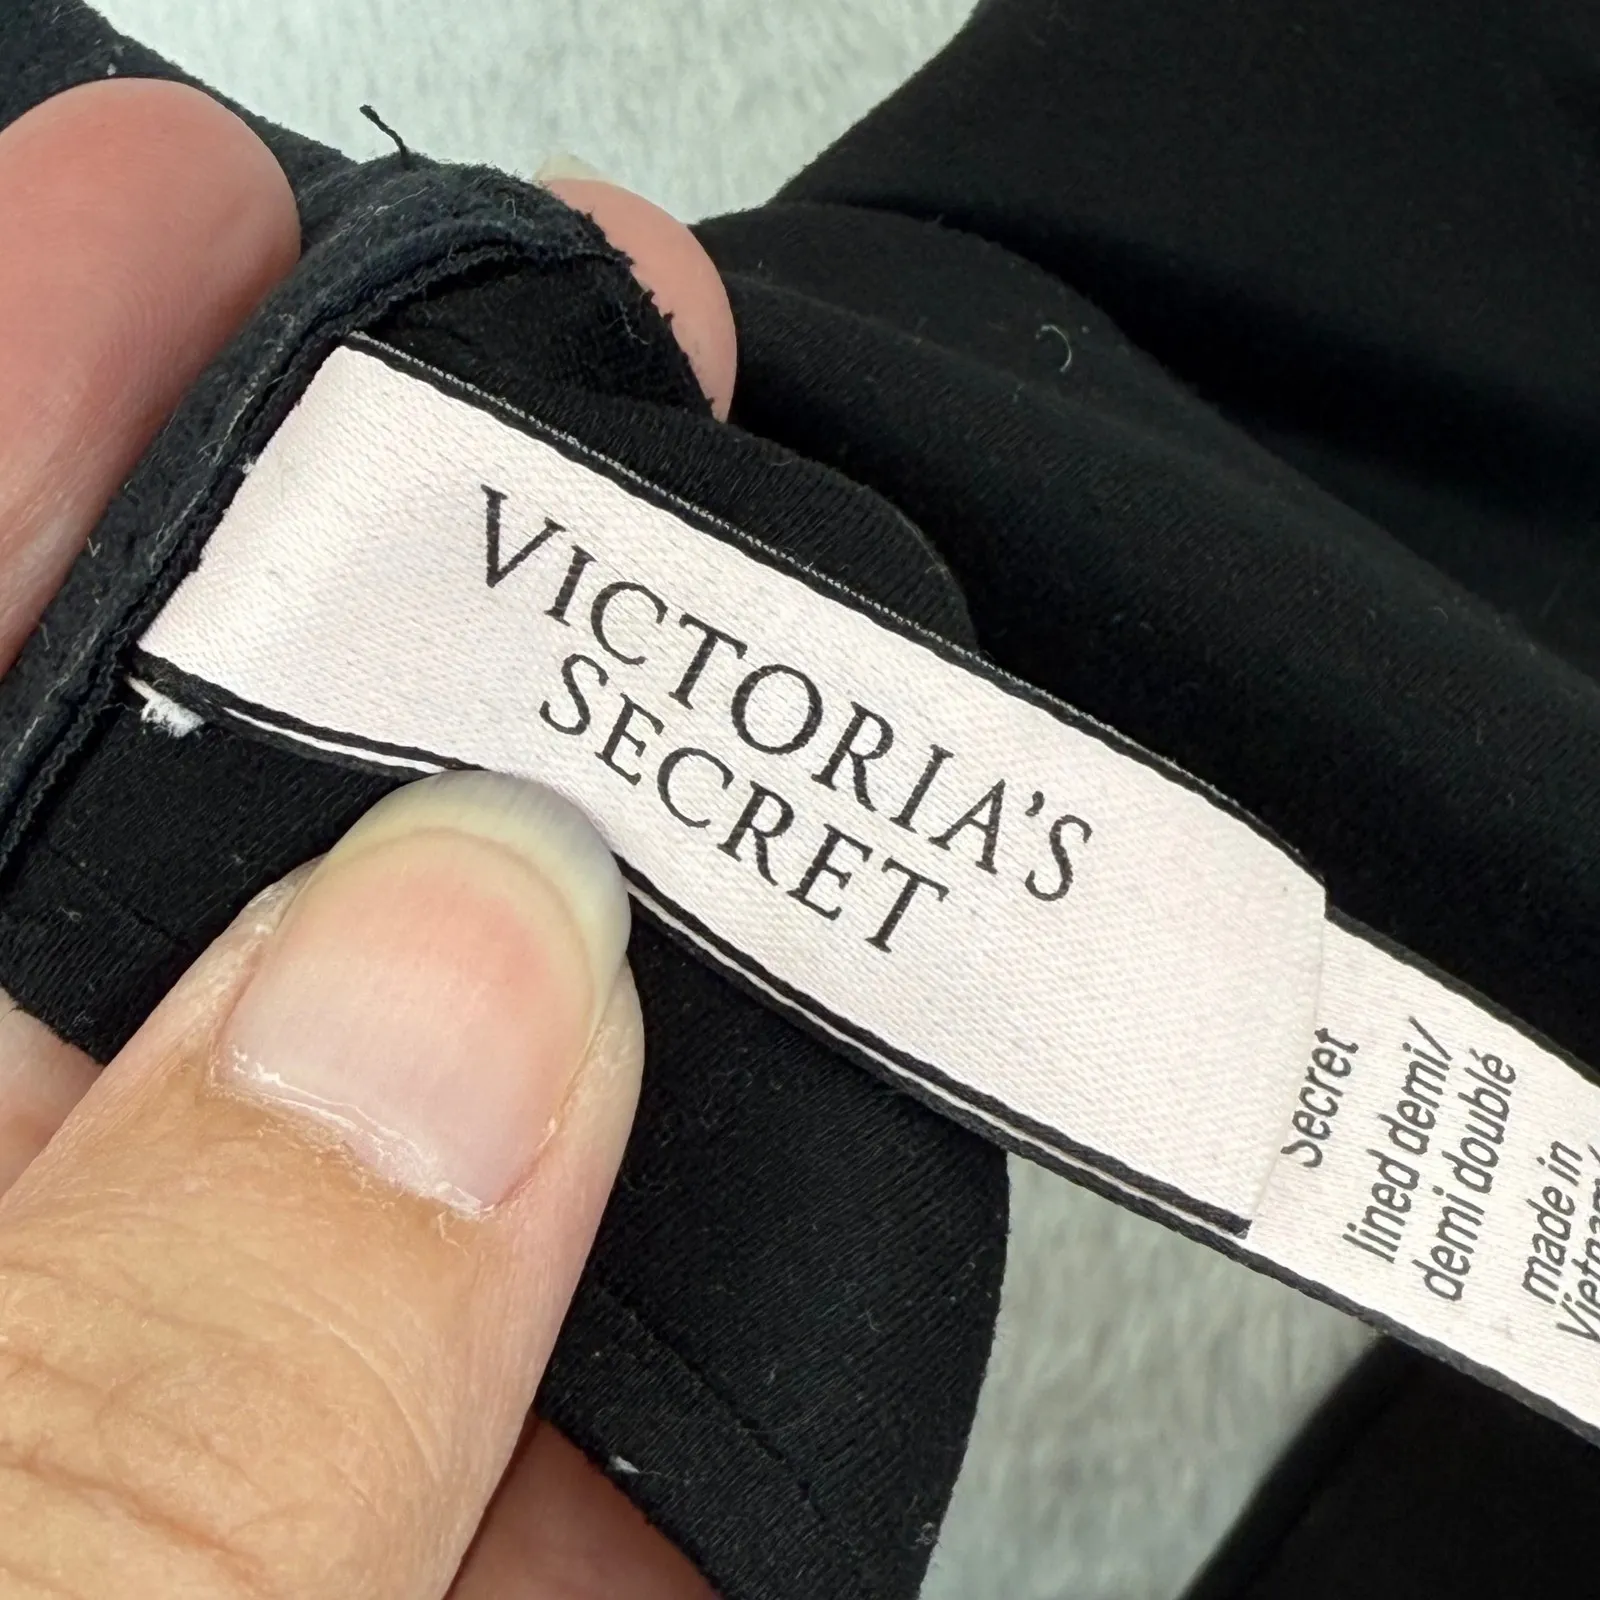 VICTORIA'S
SECRET
Secret
lined demi/
demi doublé
made in